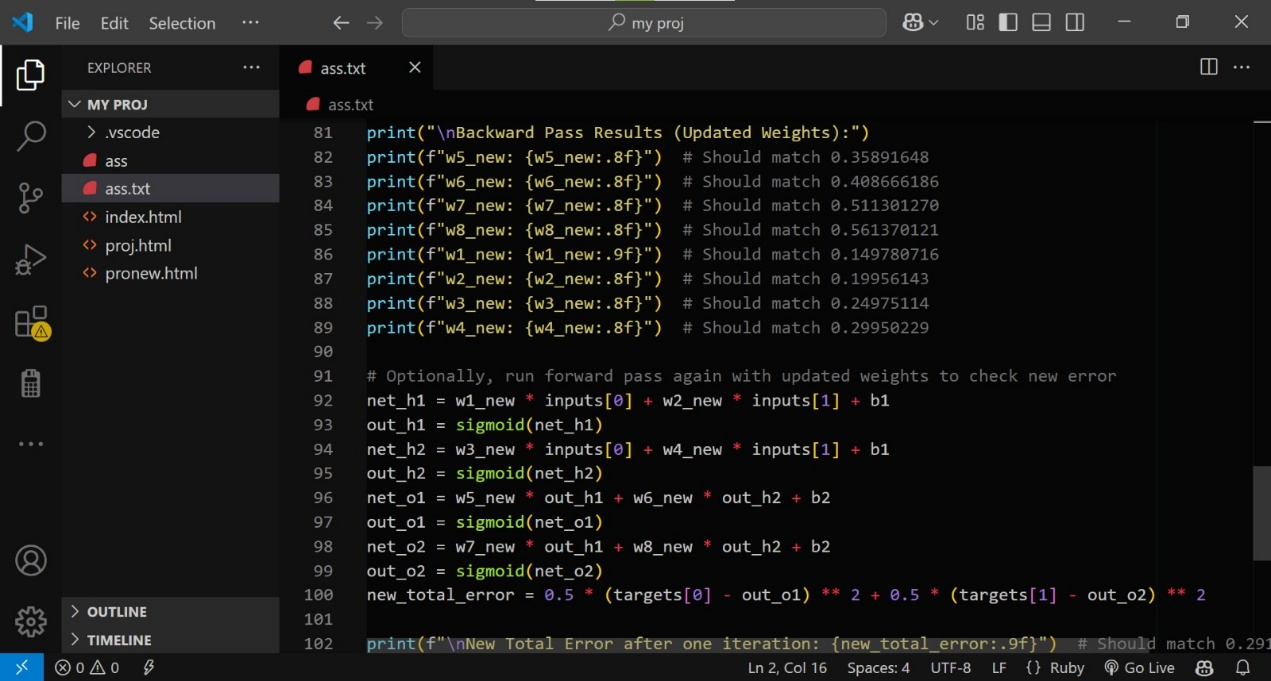 File Edit Selection ···
my proj
EXPLORER ···
MY PROJ
.vscode
ass
ass.txt
index.html
proj.html
pronew.html
OUTLINE
TIMELINE
ass.txt
ass.txt
81 print("\nBackward Pass Results (Updated Weights):")
82 print(f"w5_new: {w5_new:.8f}")  # Should match 0.35891648
83 print(f"w6_new: {w6_new:.8f}")  # Should match 0.408666186
84 print(f"w7_new: {w7_new:.8f}")  # Should match 0.511301270
85 print(f"w8_new: {w8_new:.8f}")  # Should match 0.561370121
86 print(f"w1_new: {w1_new:.9f}")  # Should match 0.149780716
87 print(f"w2_new: {w2_new:.8f}")  # Should match 0.19956143
88 print(f"w3_new: {w3_new:.8f}")  # Should match 0.24975114
89 print(f"w4_new: {w4_new:.8f}")  # Should match 0.29950229
90
91 # Optionally, run forward pass again with updated weights to check new error
92 net_h1 = w1_new * inputs[0] + w2_new * inputs[1] + b1
93 out_h1 = sigmoid(net_h1)
94 net_h2 = w3_new * inputs[0] + w4_new * inputs[1] + b1
95 out_h2 = sigmoid(net_h2)
96 net_o1 = w5_new * out_h1 + w6_new * out_h2 + b2
97 out_o1 = sigmoid(net_o1)
98 net_o2 = w7_new * out_h1 + w8_new * out_h2 + b2
99 out_o2 = sigmoid(net_o2)
100 new_total_error = 0.5 * (targets[0] - out_o1) ** 2 + 0.5 * (targets[1] - out_o2) ** 2
101
102 print(f"\nNew Total Error after one iteration: {new_total_error:.9f}")  # Should match 0.291
0 0 Ln 2, Col 16 Spaces: 4 UTF-8 LF {} Ruby Go Live